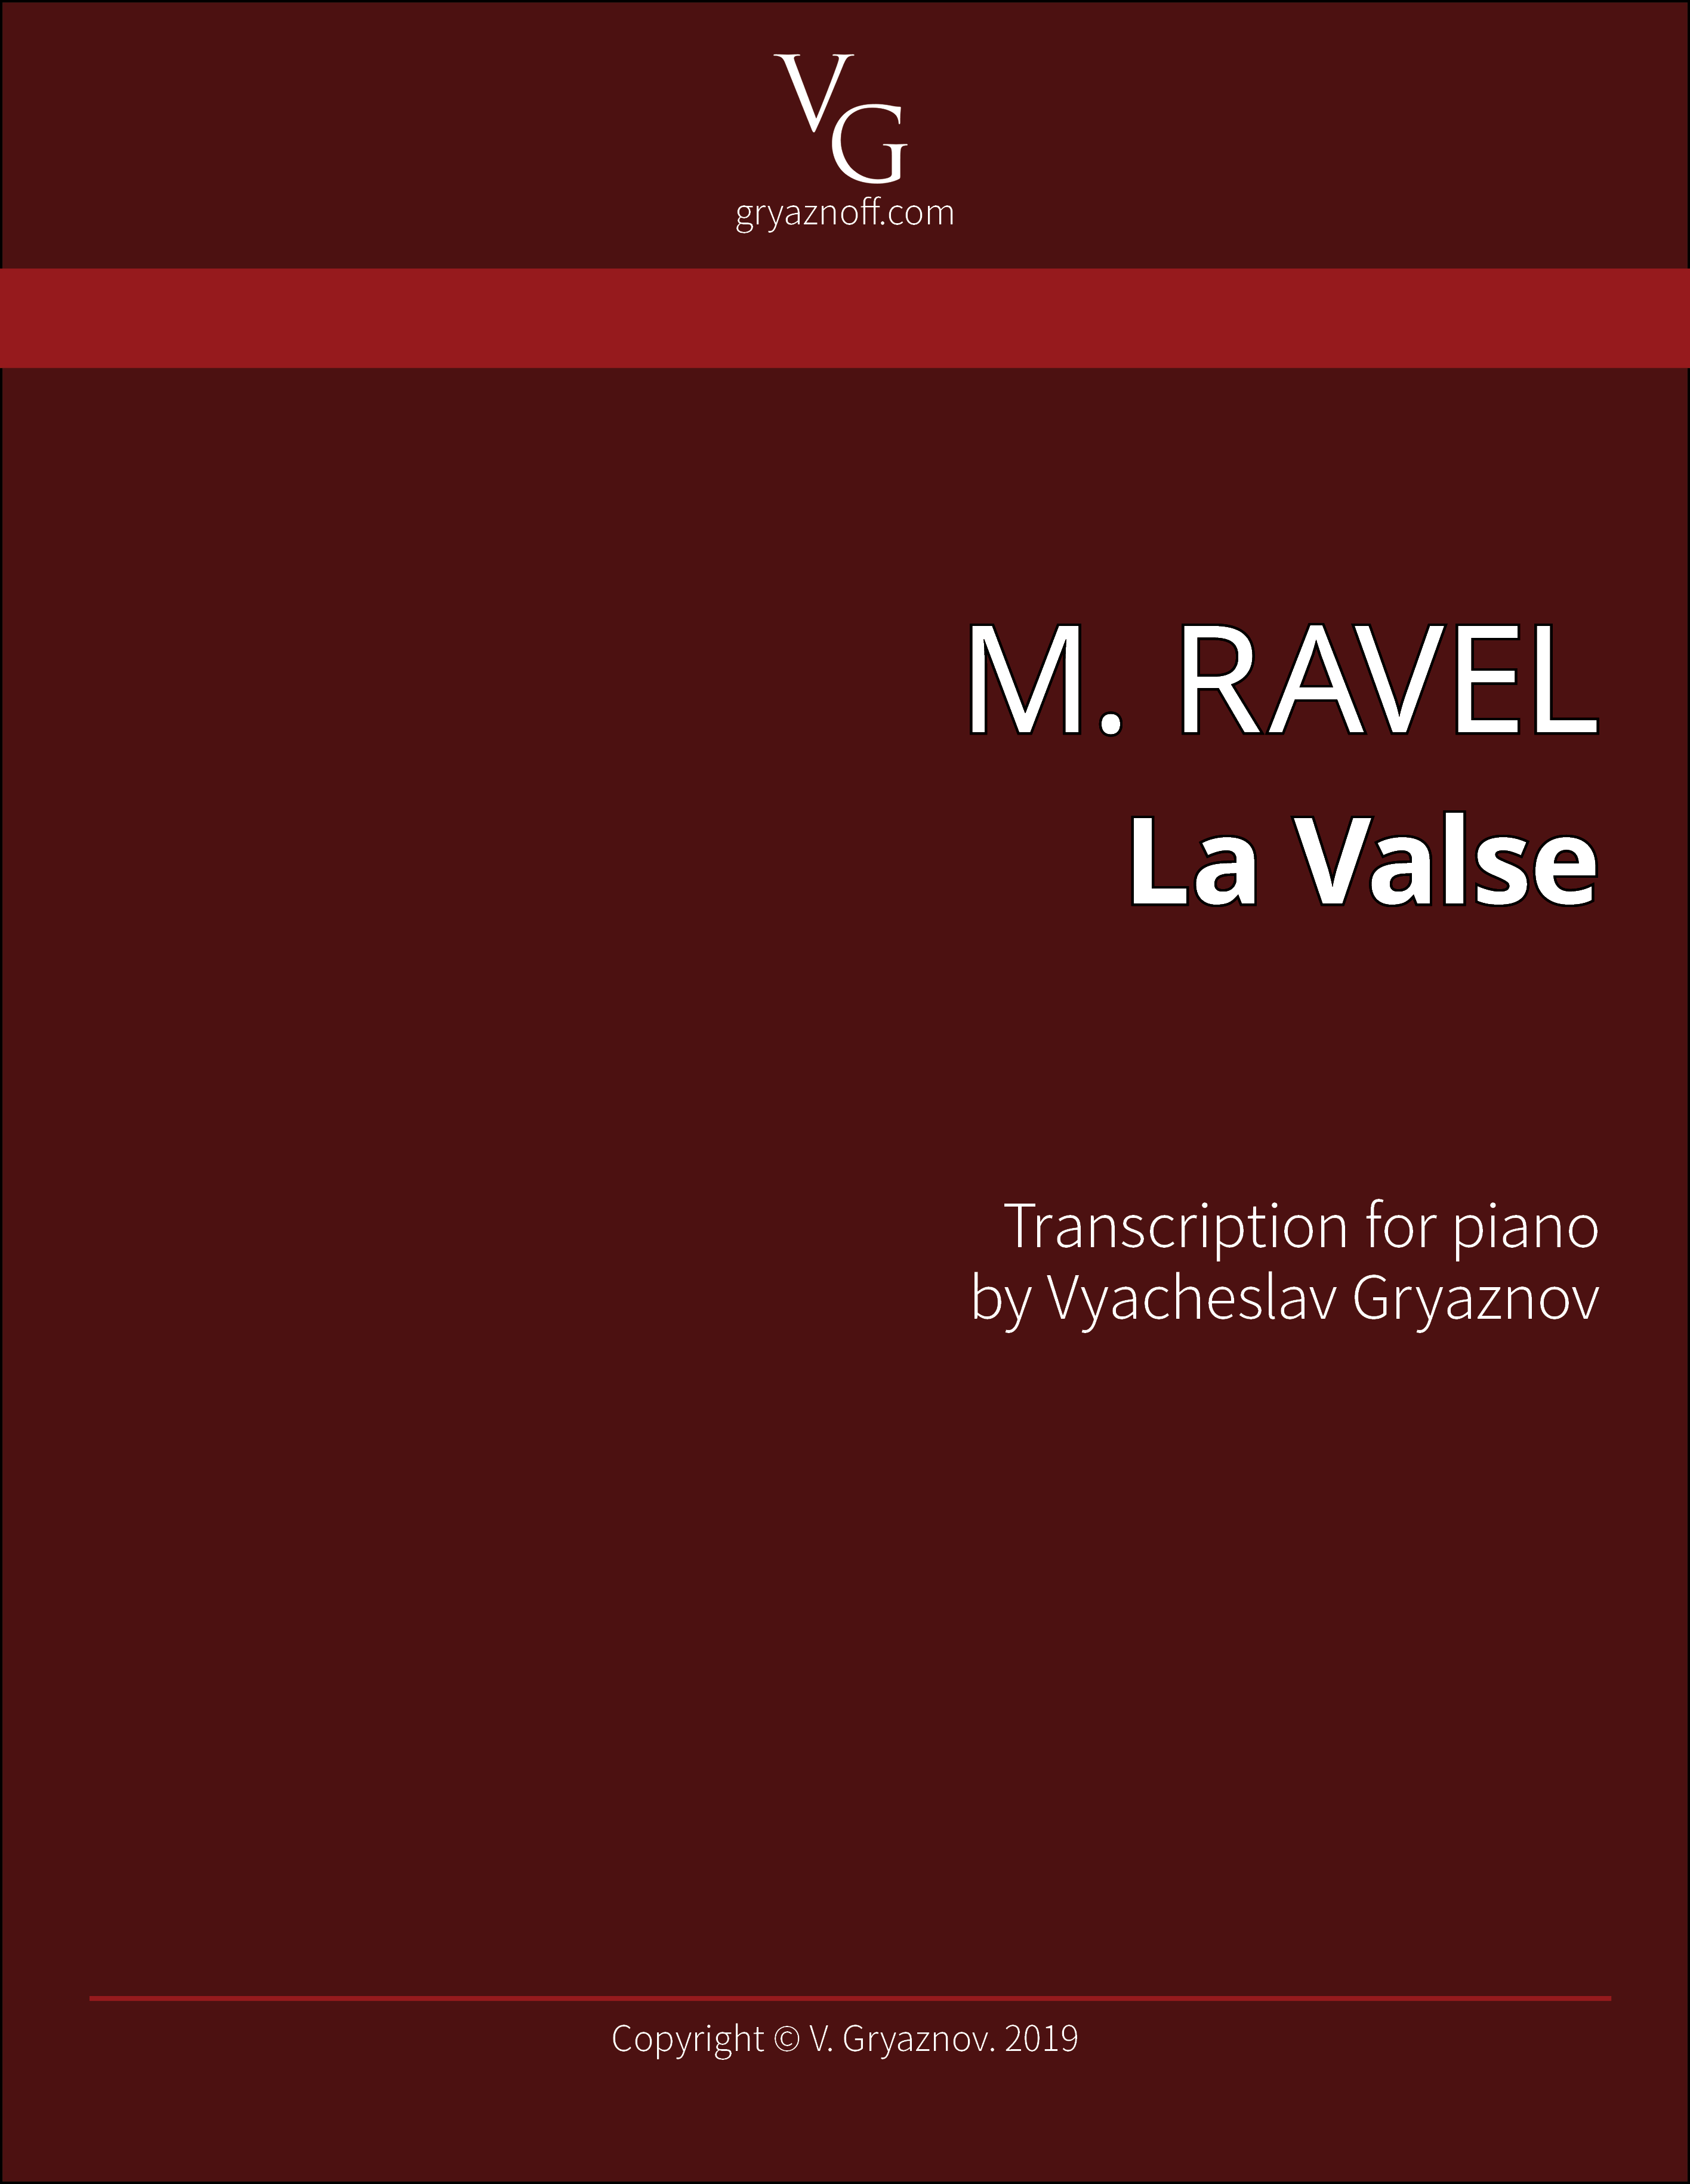 VG
gryaznoff.com
M. RAVEL
La Valse
Transcription for piano
by Vyacheslav Gryaznov
Copyright © V. Gryaznov. 2019